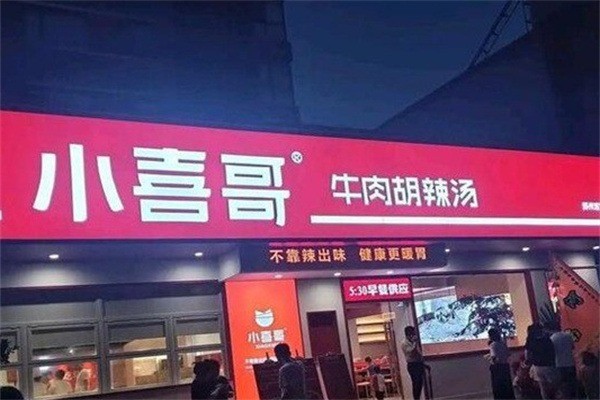 小喜哥®
牛肉胡辣汤
不靠辣出味 健康更暖胃
5:30早餐供应
小喜哥